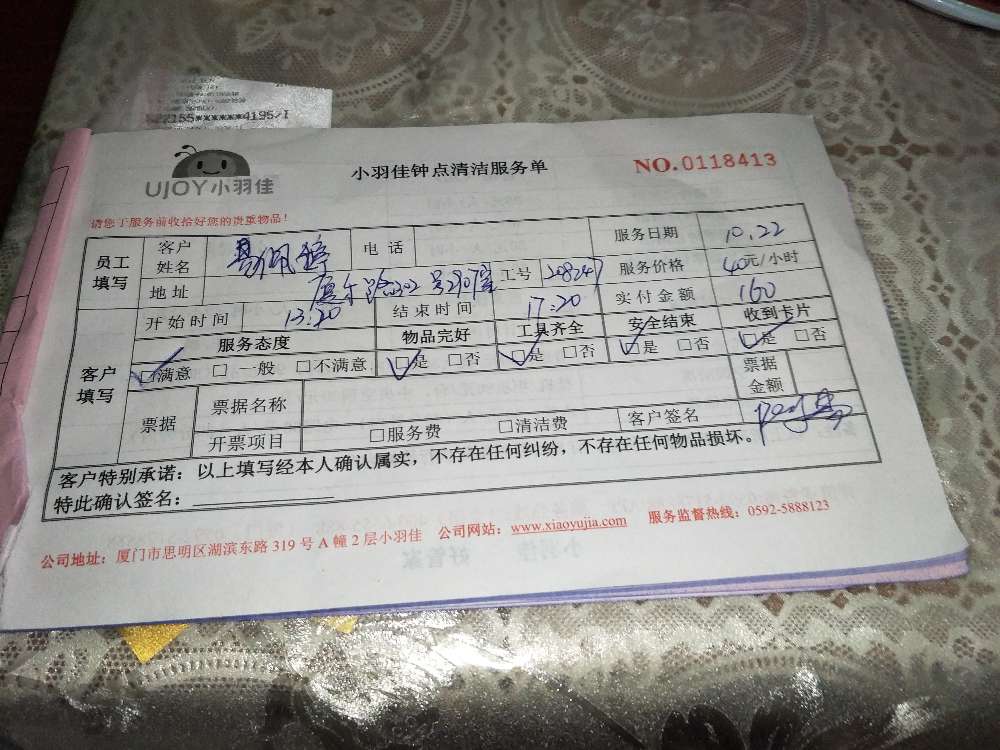 22155******4195/I
UJOY小羽佳
小羽佳钟点清洁服务单
NO.0118413
请您于服务前收拾好您的贵重物品!
员工填写 客户姓名 电话 服务日期 10.22
地址 工号 208247 服务价格 40元/小时
开始时间 13:20 结束时间 17:20 实付金额 160
客户填写 服务态度 物品完好 工具齐全 安全结束 收到卡片
满意 □ 一般 □不满意 □是 □否 □是 □否 □是 □否 □是 □否
票据 票据名称 票据金额
开票项目 □服务费 □清洁费 客户签名
客户特别承诺:以上填写经本人确认属实,不存在任何纠纷,不存在任何物品损坏。
特此确认签名:
公司地址:厦门市思明区湖滨东路 319 号 A 幢 2 层小羽佳 公司网站:www.xiaoyujia.com 服务监督热线:0592-5888123